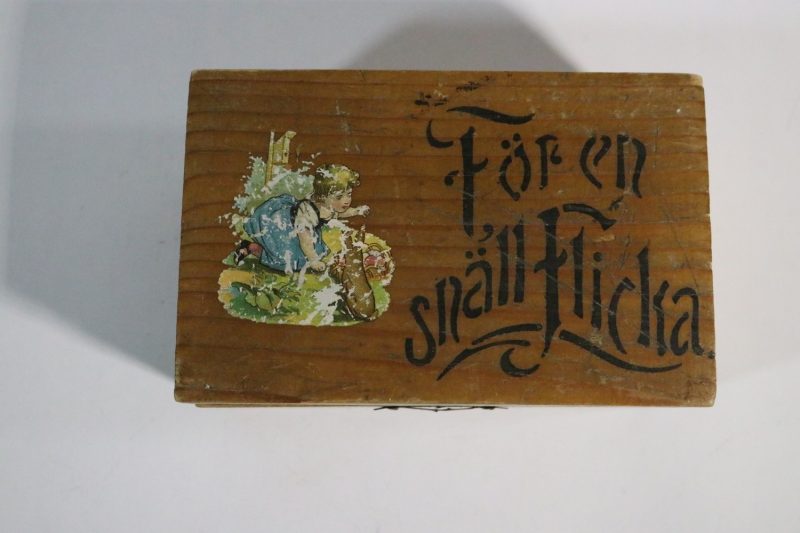 För en
snäll Flicka.